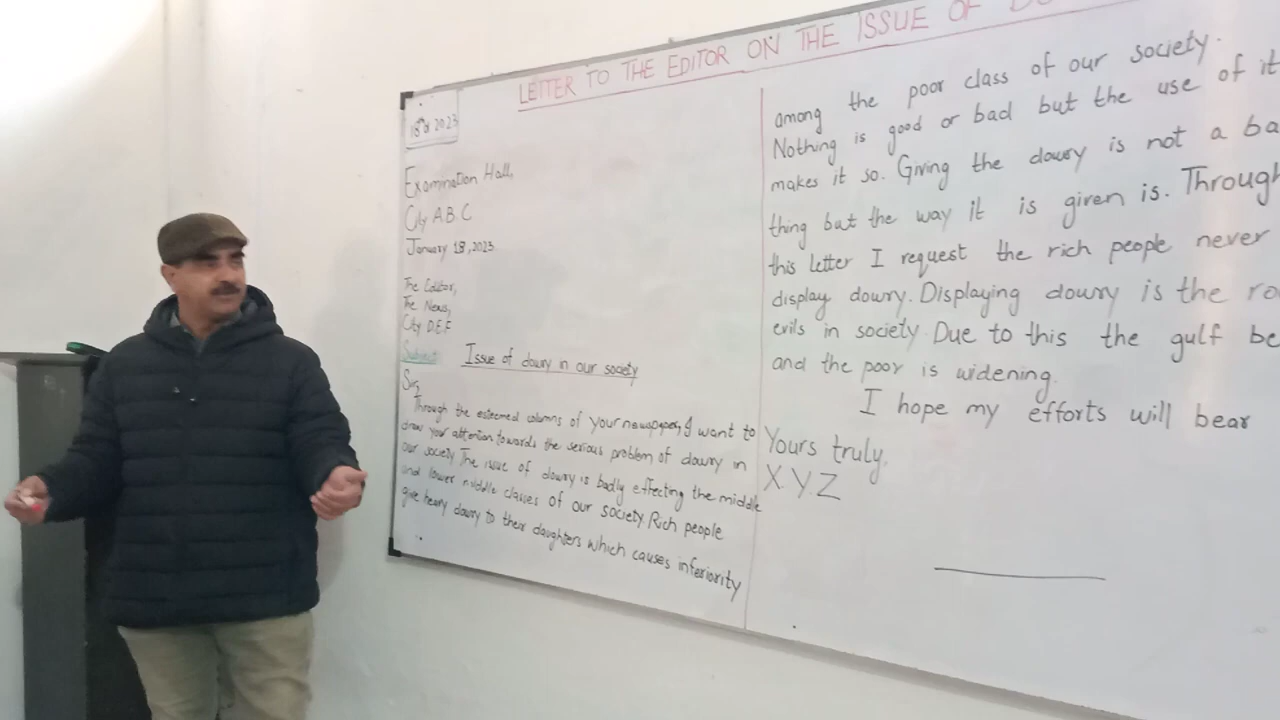 LETTER TO THE EDITOR ON THE ISSUE OF
18th 01 2023
Examination Hall,
City A.B.C
January 18, 2023
The Editor,
The News,
City D.E.F
Subject: Issue of dowry in our society
Sir,
Through the esteemed columns of your newspaper, I want to
draw your attention towards the serious problem of dowry in
our society. The issue of dowry is badly effecting the middle
and lower middle classes of our society. Rich people
give heavy dowry to their daughters which causes inferiority
among the poor class of our society.
Nothing is good or bad but the use of it
makes it so. Giving the dowry is not a
thing but the way it is given is. Through
this letter I request the rich people never
display dowry. Displaying dowry is the
evils in society Due to this the gulf
and the poor is widening.
I hope my efforts will bear
Yours truly,
X.Y.Z